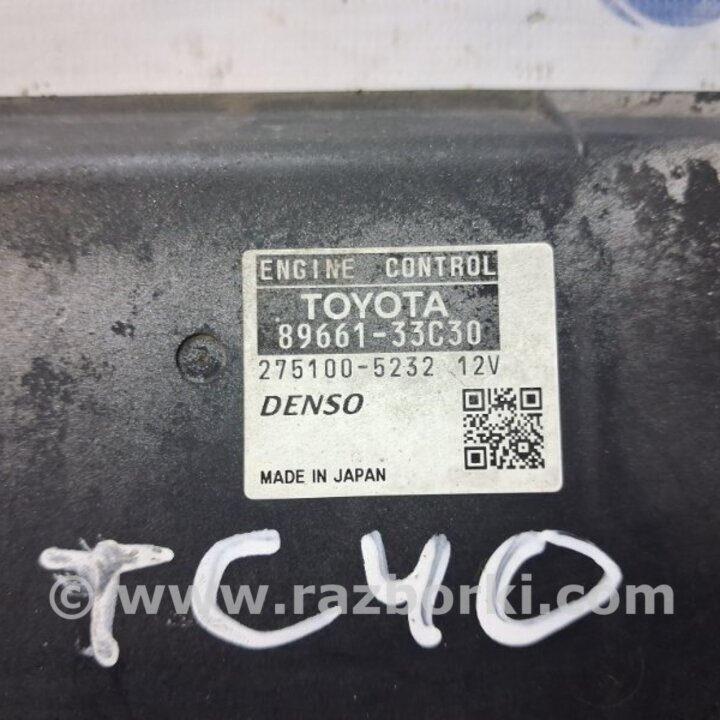 ENGINE CONTROL
TOYOTA
89661-33C30
275100-5232 12V
DENSO
MADE IN JAPAN
TC40
© www.razborki.com